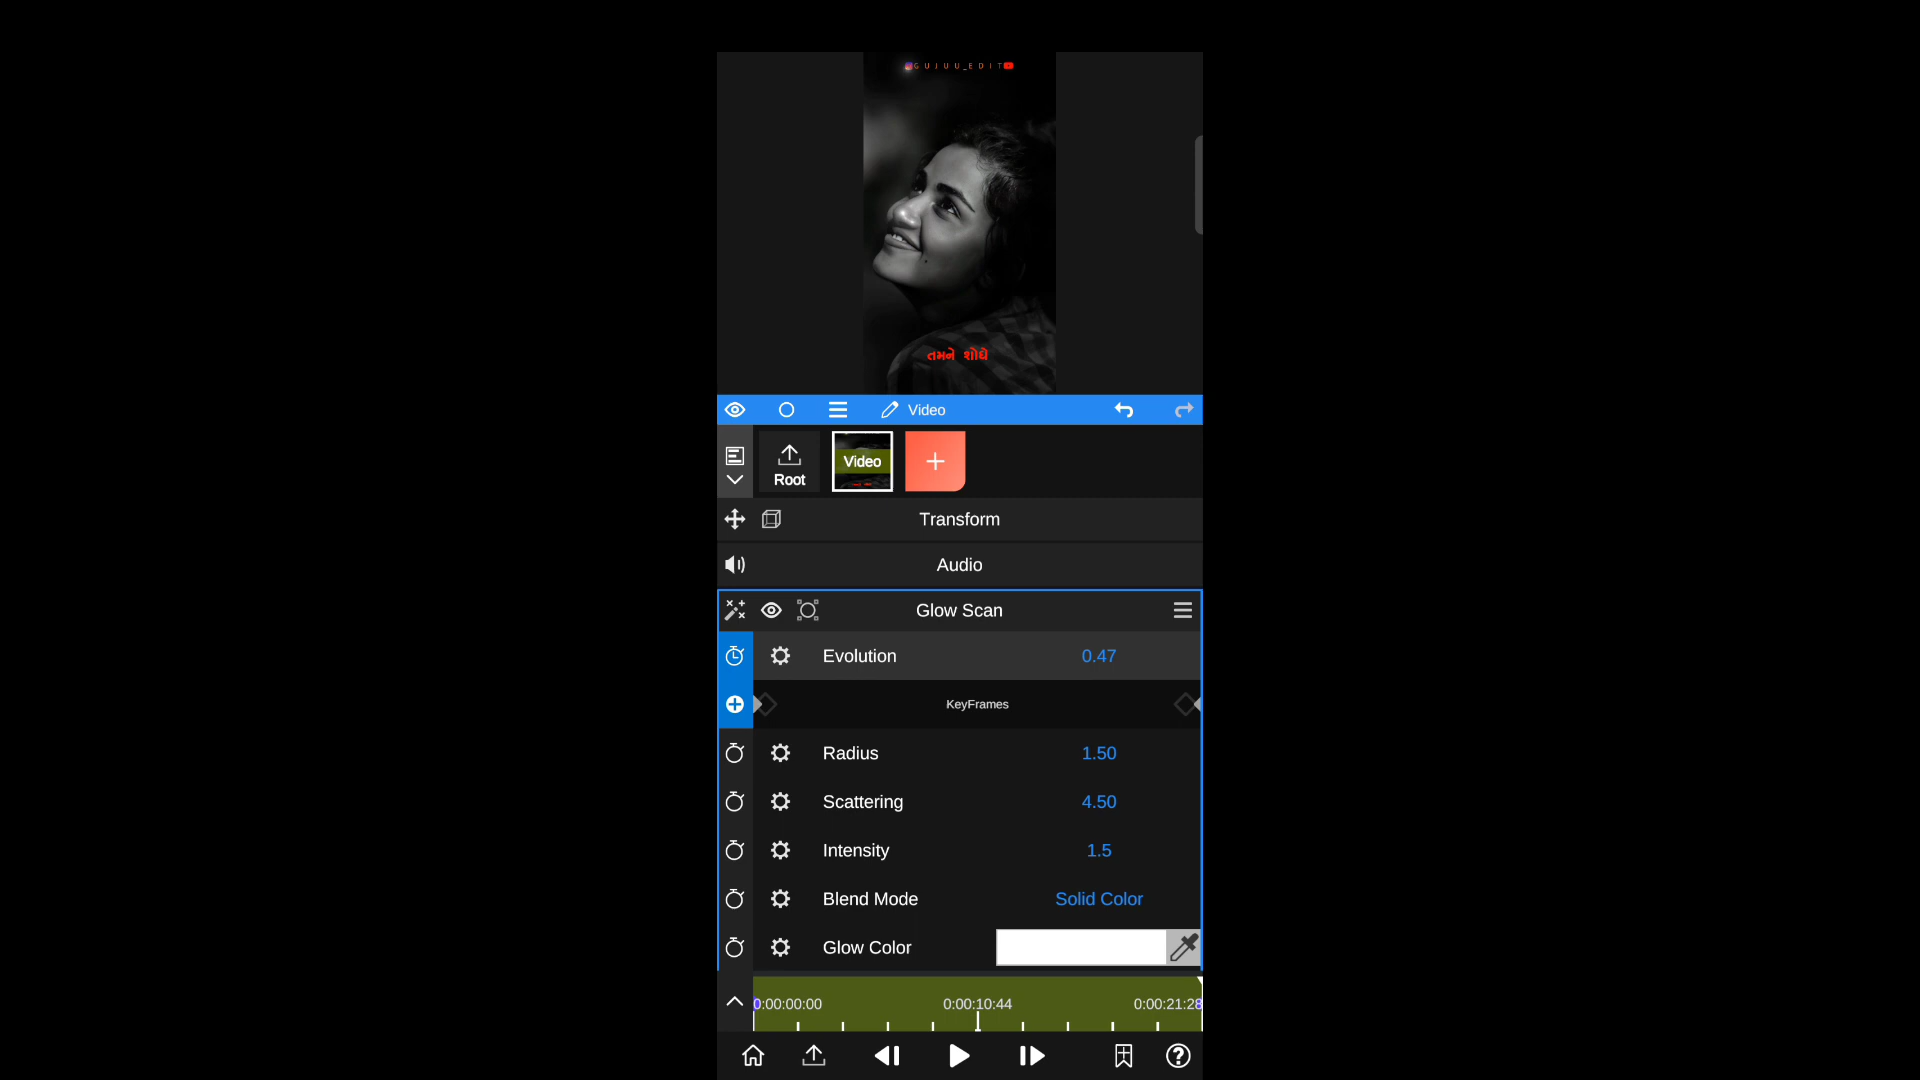 GUJUU_EDIT
તમને શોધે
Video
Root
Video
Transform
Audio
Glow Scan
Evolution 0.47
KeyFrames
Radius 1.50
Scattering 4.50
Intensity 1.5
Blend Mode Solid Color
Glow Color
0:00:00:00 0:00:10:44 0:00:21:28